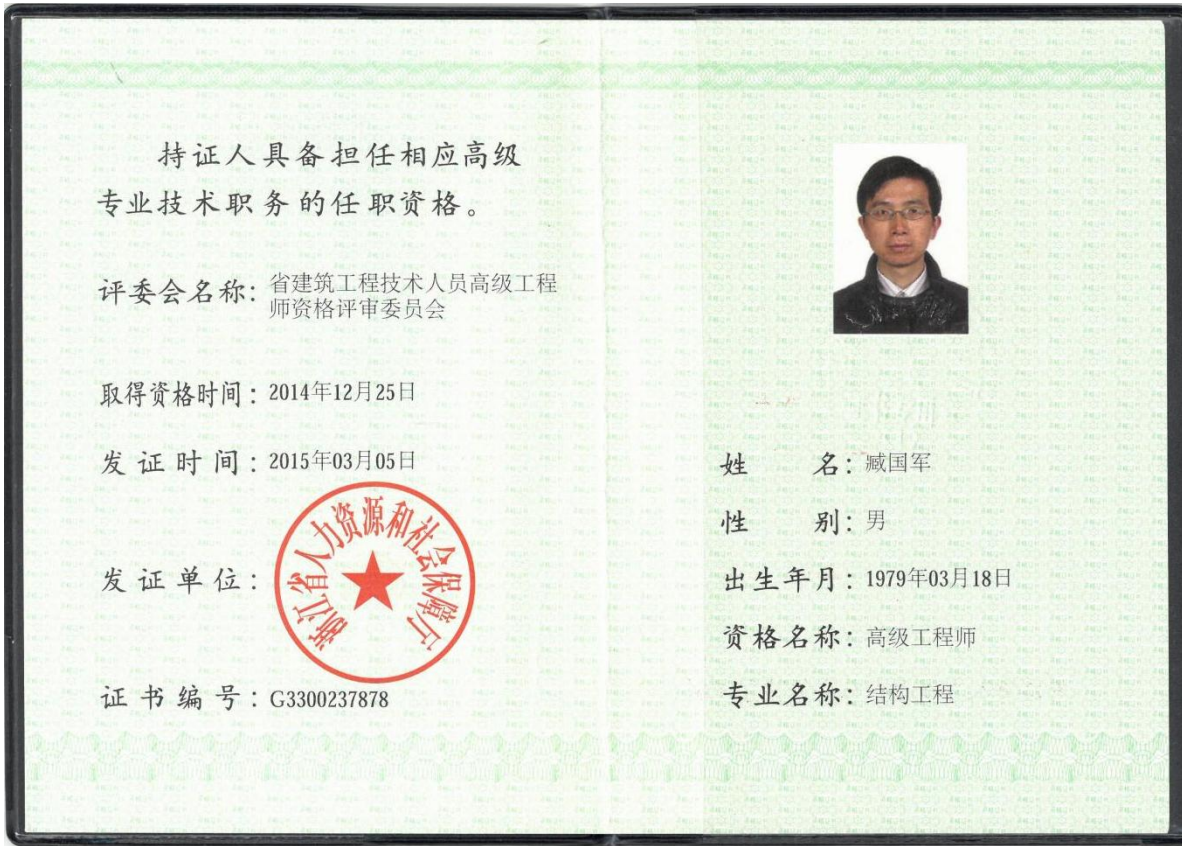 持证人具备担任相应高级
专业技术职务的任职资格。
评委会名称：省建筑工程技术人员高级工程
师资格评审委员会
取得资格时间：2014年12月25日
发证时间：2015年03月05日
发证单位：
浙江省人力资源和社会保障厅
证书编号：G3300237878
姓名：臧国军
性别：男
出生年月：1979年03月18日
资格名称：高级工程师
专业名称：结构工程